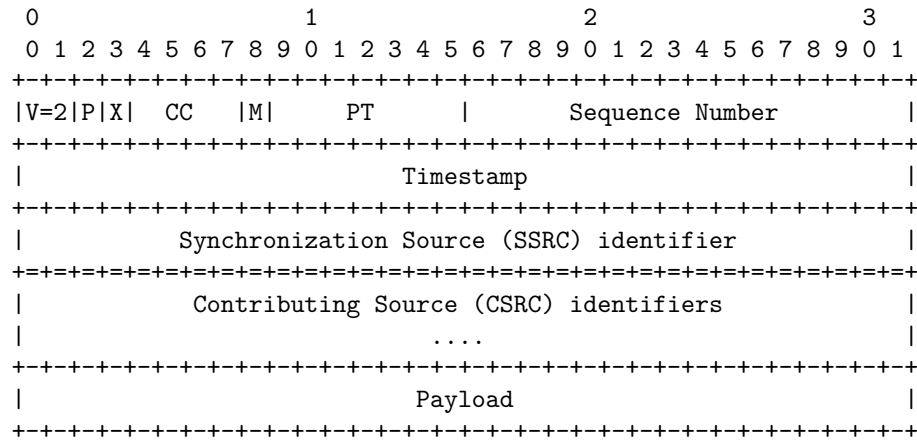 0                   1                   2                   3
 0 1 2 3 4 5 6 7 8 9 0 1 2 3 4 5 6 7 8 9 0 1 2 3 4 5 6 7 8 9 0 1
+-+-+-+-+-+-+-+-+-+-+-+-+-+-+-+-+-+-+-+-+-+-+-+-+-+-+-+-+-+-+-+-+
|V=2|P|X|  CC   |M|     PT      |       Sequence Number         |
+-+-+-+-+-+-+-+-+-+-+-+-+-+-+-+-+-+-+-+-+-+-+-+-+-+-+-+-+-+-+-+-+
|                           Timestamp                           |
+-+-+-+-+-+-+-+-+-+-+-+-+-+-+-+-+-+-+-+-+-+-+-+-+-+-+-+-+-+-+-+-+
|           Synchronization Source (SSRC) identifier            |
+=+=+=+=+=+=+=+=+=+=+=+=+=+=+=+=+=+=+=+=+=+=+=+=+=+=+=+=+=+=+=+=+
|            Contributing Source (CSRC) identifiers             |
|                             ....                              |
+-+-+-+-+-+-+-+-+-+-+-+-+-+-+-+-+-+-+-+-+-+-+-+-+-+-+-+-+-+-+-+-+
|                            Payload                            |
+-+-+-+-+-+-+-+-+-+-+-+-+-+-+-+-+-+-+-+-+-+-+-+-+-+-+-+-+-+-+-+-+